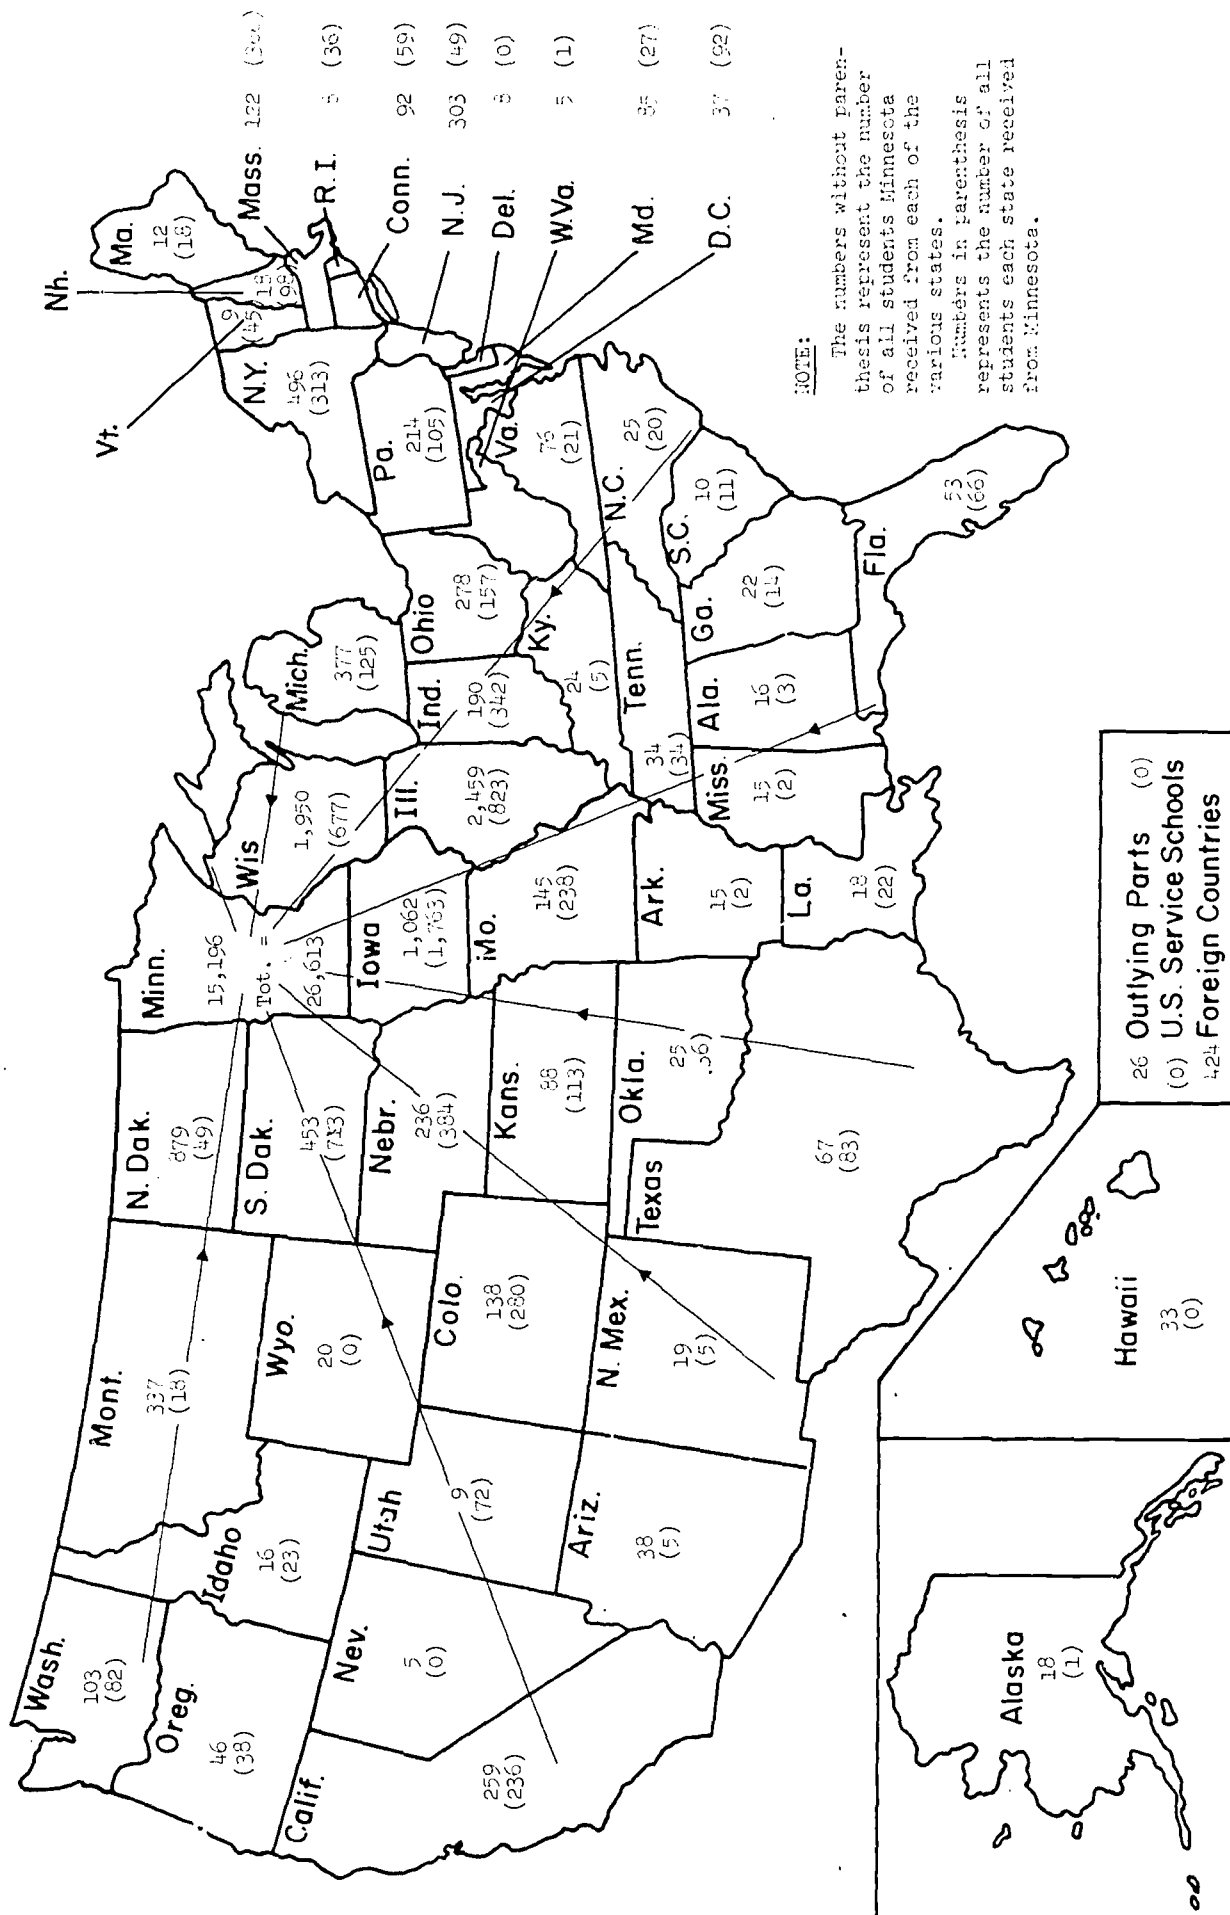 Wash.
103
(82)
Oreg.
46
(38)
Calif.
259
(236)
Nev.
5
(0)
Idaho
16
(23)
Mont.
337
(18)
Wyo.
20
(0)
Utah
9
(72)
Ariz.
38
(5)
Colo.
138
(280)
N. Mex.
19
(5)
N. Dak.
879
(49)
S. Dak.
453
Nebr.
236
(384)
Kans.
88
(113)
Okla.
25
Texas
67
(83)
Minn.
15,196
Tot. =
26,613
Iowa
1,062
(1,763)
Mo.
145
(238)
Ark.
15
(2)
La.
18
(22)
Wis
1,950
(677)
Ill.
2,459
(823)
Mich.
377
(125)
Ind.
190
(342)
Ohio
278
(157)
Ky.
24
(5)
Tenn.
34
(34)
Miss.
15
(2)
Ala.
16
(3)
Ga.
22
(14)
Fla.
53
(66)
S.C.
10
(11)
N.C.
25
(20)
Va.
76
(21)
Pa.
214
(105)
N.Y.
496
(313)
Vt.
9
(45)
Nh.
18
Ma.
12
(18)
Mass. 122
R.I. (36)
Conn. 92 (59)
N.J. 303 (49)
Del. 8 (0)
W.Va. 5 (1)
Md. 85 (27)
D.C. 37 (92)
NOTE:
The numbers without paren-
thesis represent the number
of all students Minnesota
received from each of the
various states.
Numbers in parenthesis
represents the number of all
students each state received
from Minnesota.
Alaska
18
(1)
Hawaii
33
(0)
26 Outlying Parts (0)
(0) U.S. Service Schools
424 Foreign Countries